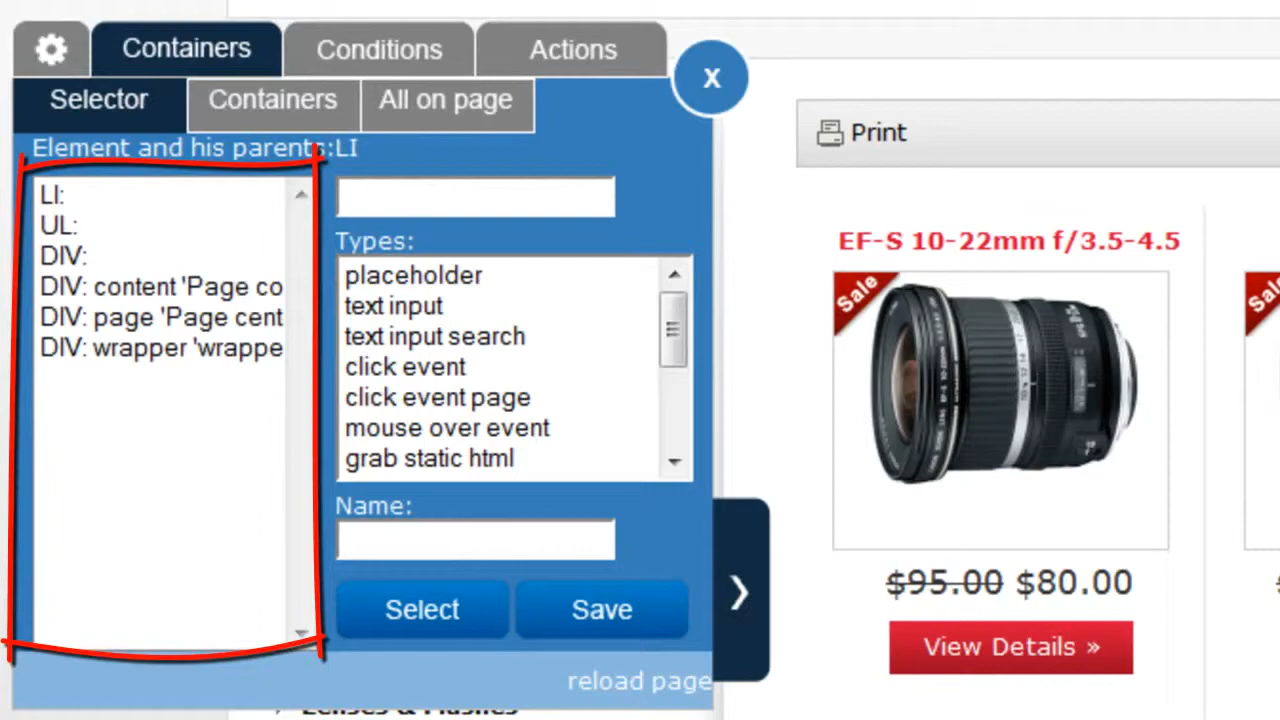 Containers
Conditions
Actions
X
Selector
Containers
All on page
Element and his parents:LI
LI:
UL:
DIV:
DIV: content 'Page co
DIV: page 'Page cent
DIV: wrapper 'wrappe
Types:
placeholder
text input
text input search
click event
click event page
mouse over event
grab static html
Name:
Select
Save
reload page
Print
EF-S 10-22mm f/3.5-4.5
Sale
$95.00 $80.00
View Details »
Sale
Lenses & Flashes